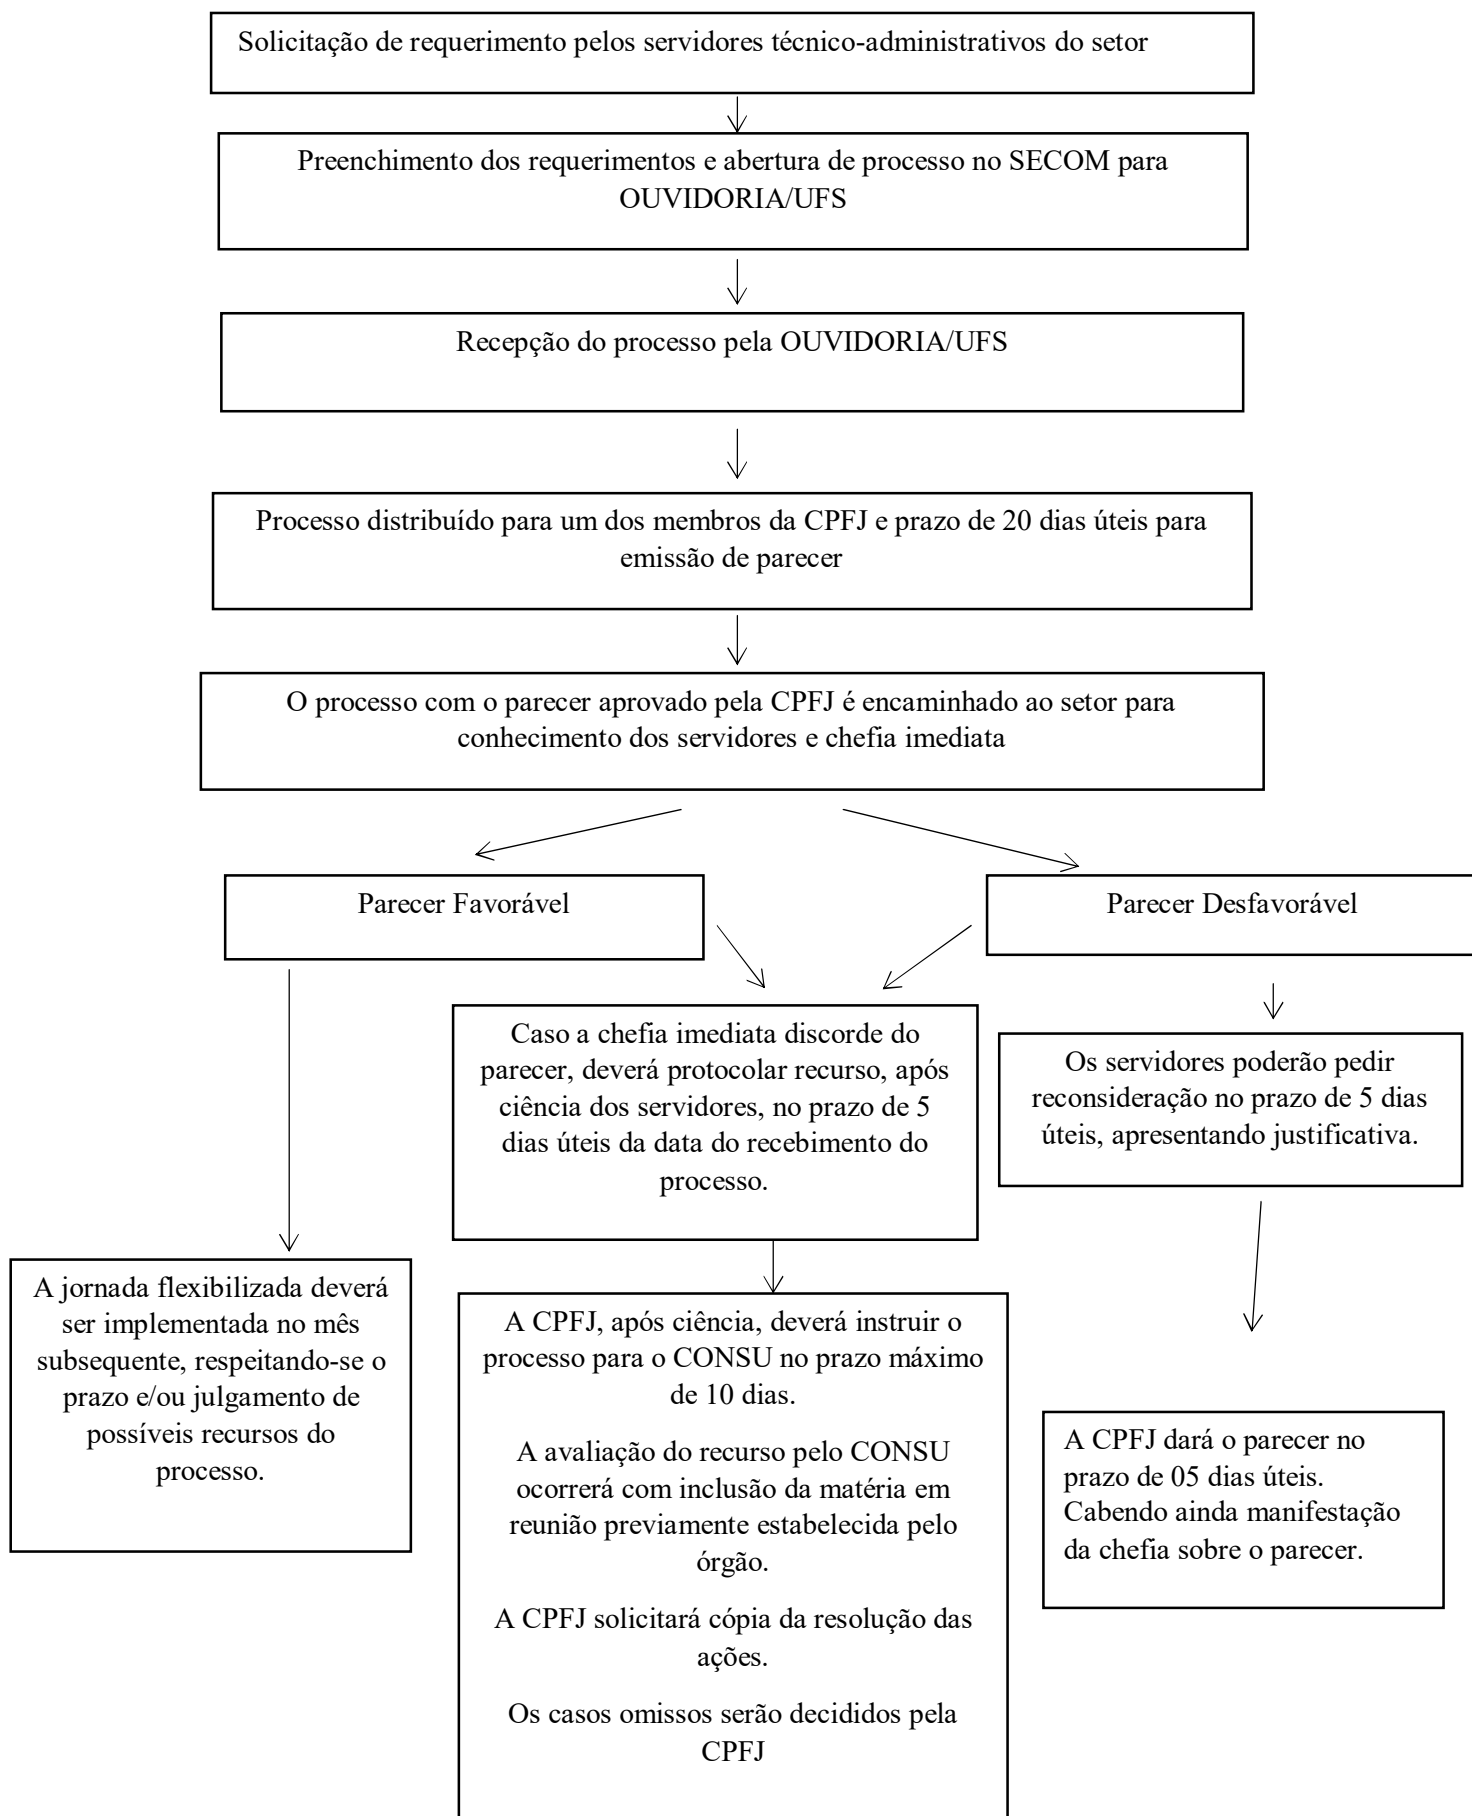 Solicitação de requerimento pelos servidores técnico-administrativos do setor
Preenchimento dos requerimentos e abertura de processo no SECOM para
OUVIDORIA/UFS
Recepção do processo pela OUVIDORIA/UFS
Processo distribuído para um dos membros da CPFJ e prazo de 20 dias úteis para
emissão de parecer
O processo com o parecer aprovado pela CPFJ é encaminhado ao setor para
conhecimento dos servidores e chefia imediata
Parecer Favorável
Parecer Desfavorável
Caso a chefia imediata discorde do
parecer, deverá protocolar recurso, após
ciência dos servidores, no prazo de 5
dias úteis da data do recebimento do
processo.
Os servidores poderão pedir
reconsideração no prazo de 5 dias
úteis, apresentando justificativa.
A jornada flexibilizada deverá
ser implementada no mês
subsequente, respeitando-se o
prazo e/ou julgamento de
possíveis recursos do
processo.
A CPFJ, após ciência, deverá instruir o
processo para o CONSU no prazo máximo
de 10 dias.
A avaliação do recurso pelo CONSU
ocorrerá com inclusão da matéria em
reunião previamente estabelecida pelo
órgão.
A CPFJ solicitará cópia da resolução das
ações.
Os casos omissos serão decididos pela
CPFJ
A CPFJ dará o parecer no
prazo de 05 dias úteis.
Cabendo ainda manifestação
da chefia sobre o parecer.